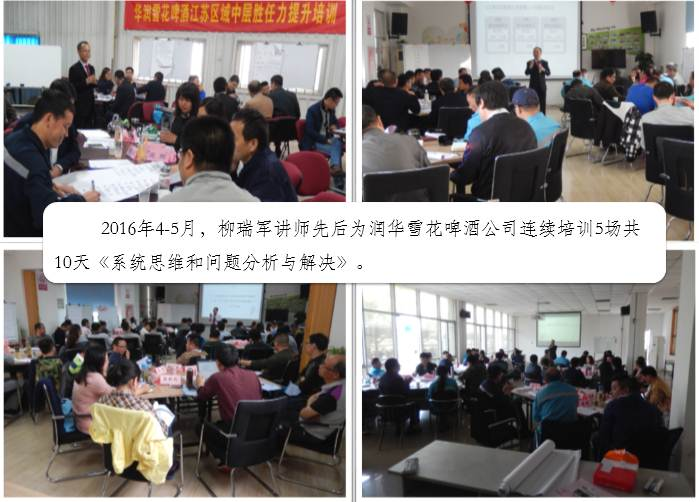 华润雪花啤酒江苏区域中层胜任力提升培训
2016年4-5月，柳瑞军讲师先后为润华雪花啤酒公司连续培训5场共
10天《系统思维和问题分析与解决》。